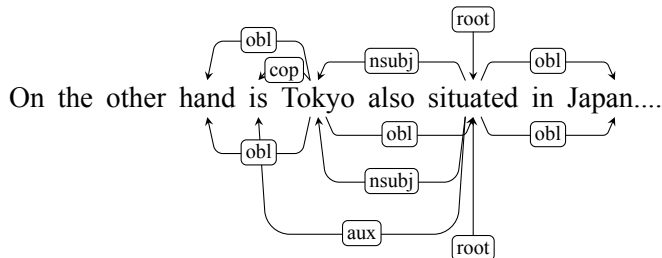 root
obl
nsubj
obl
cop
On the other hand is Tokyo also situated in Japan....
obl
obl
obl
nsubj
aux
root